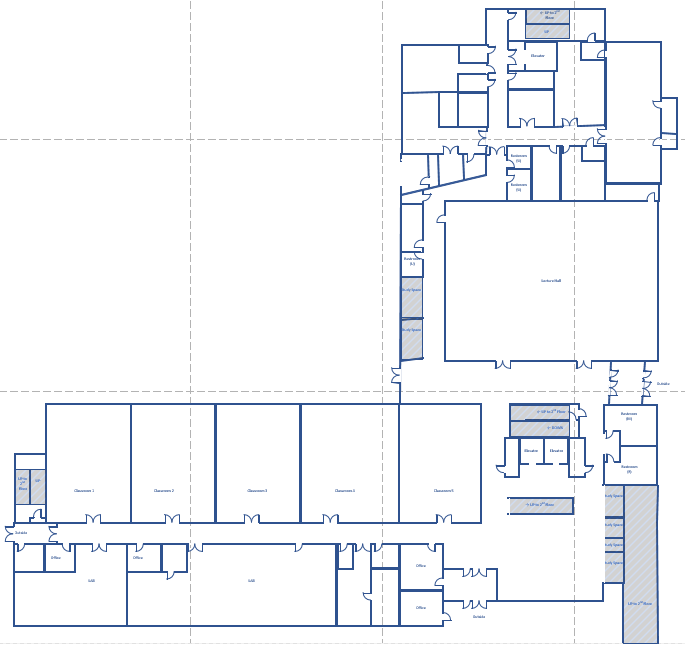 UP to 2nd
Floor
UP
Elevator
Restroom
(G)
Restroom
(G)
Restroom
(U)
Study Space
Study Space
Lecture Hall
Outside
UP to 3rd Floor
Restroom
(M)
Elevator
Elevator
Restroom
(F)
Classroom 1
Classroom 2
Classroom 3
Classroom 4
Classroom 5
UP to
2nd
Floor
UP
UP to 2nd Floor
Study Space
Study Space
Study Space
Study Space
Outside
Office
Office
Office
LAB
LAB
Office
Outside
UP to 2nd Floor